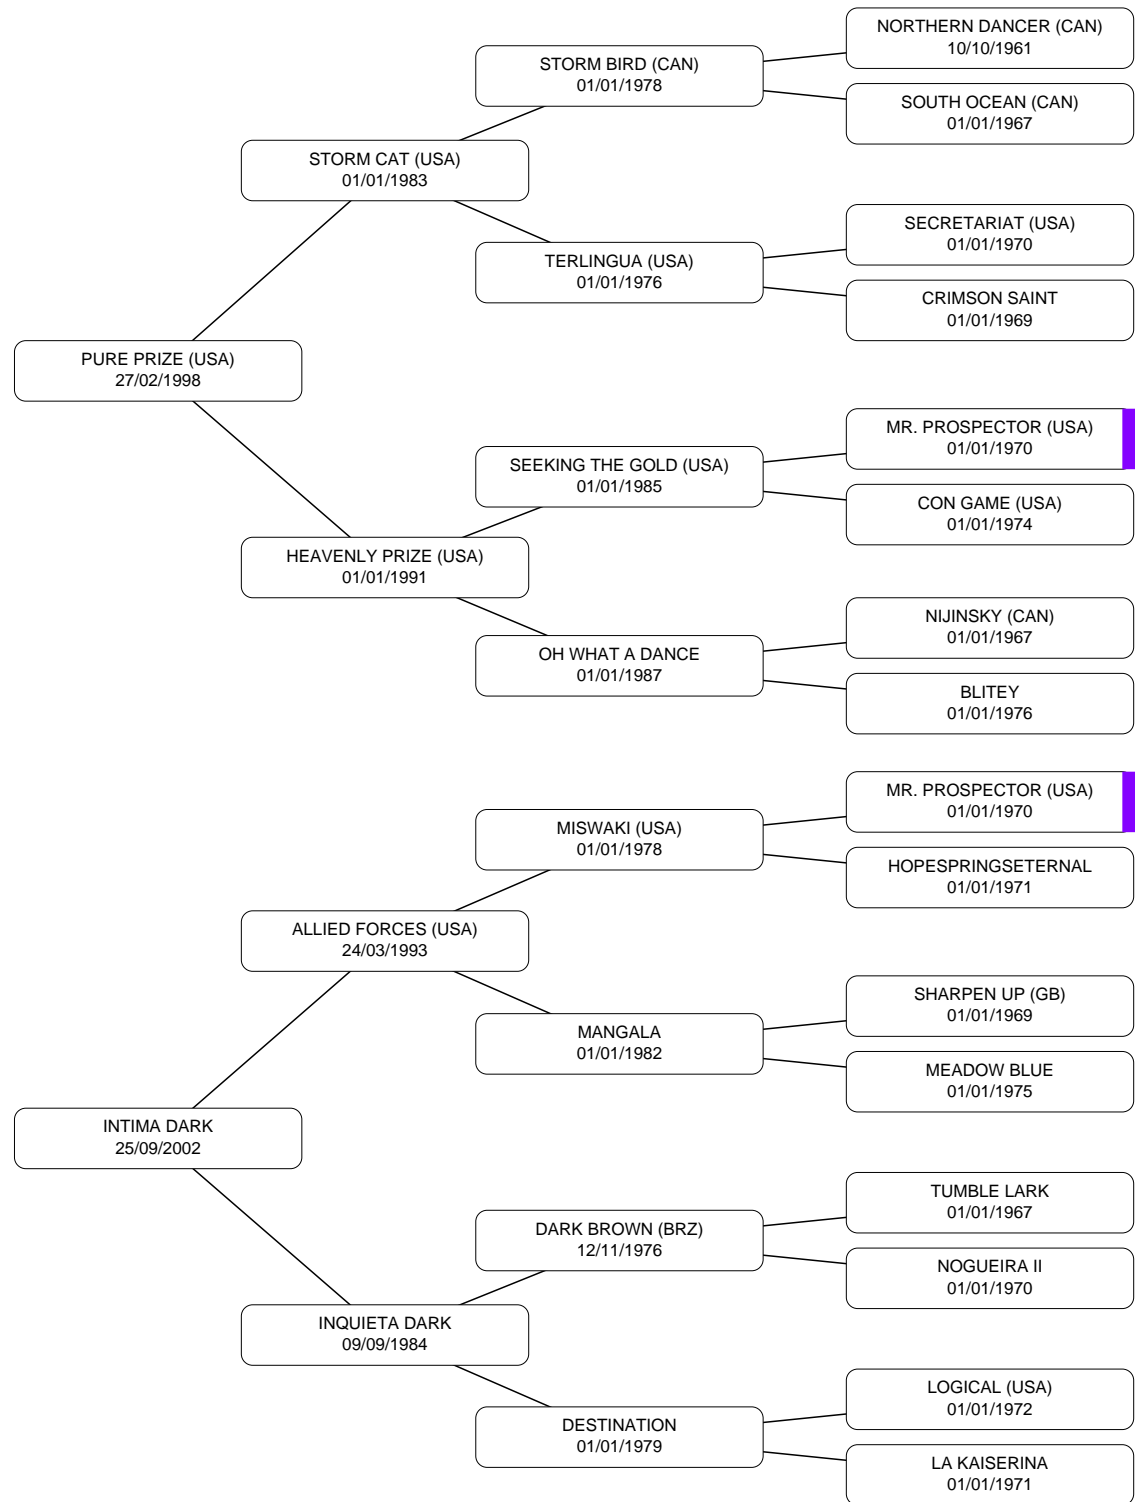 NORTHERN DANCER (CAN)
10/10/1961
STORM BIRD (CAN)
01/01/1978
SOUTH OCEAN (CAN)
01/01/1967
STORM CAT (USA)
01/01/1983
SECRETARIAT (USA)
01/01/1970
TERLINGUA (USA)
01/01/1976
CRIMSON SAINT
01/01/1969
PURE PRIZE (USA)
27/02/1998
MR. PROSPECTOR (USA)
01/01/1970
SEEKING THE GOLD (USA)
01/01/1985
CON GAME (USA)
01/01/1974
HEAVENLY PRIZE (USA)
01/01/1991
NIJINSKY (CAN)
01/01/1967
OH WHAT A DANCE
01/01/1987
BLITEY
01/01/1976
MR. PROSPECTOR (USA)
01/01/1970
MISWAKI (USA)
01/01/1978
HOPESPRINGSETERNAL
01/01/1971
ALLIED FORCES (USA)
24/03/1993
SHARPEN UP (GB)
01/01/1969
MANGALA
01/01/1982
MEADOW BLUE
01/01/1975
INTIMA DARK
25/09/2002
TUMBLE LARK
01/01/1967
DARK BROWN (BRZ)
12/11/1976
NOGUEIRA II
01/01/1970
INQUIETA DARK
09/09/1984
LOGICAL (USA)
01/01/1972
DESTINATION
01/01/1979
LA KAISERINA
01/01/1971